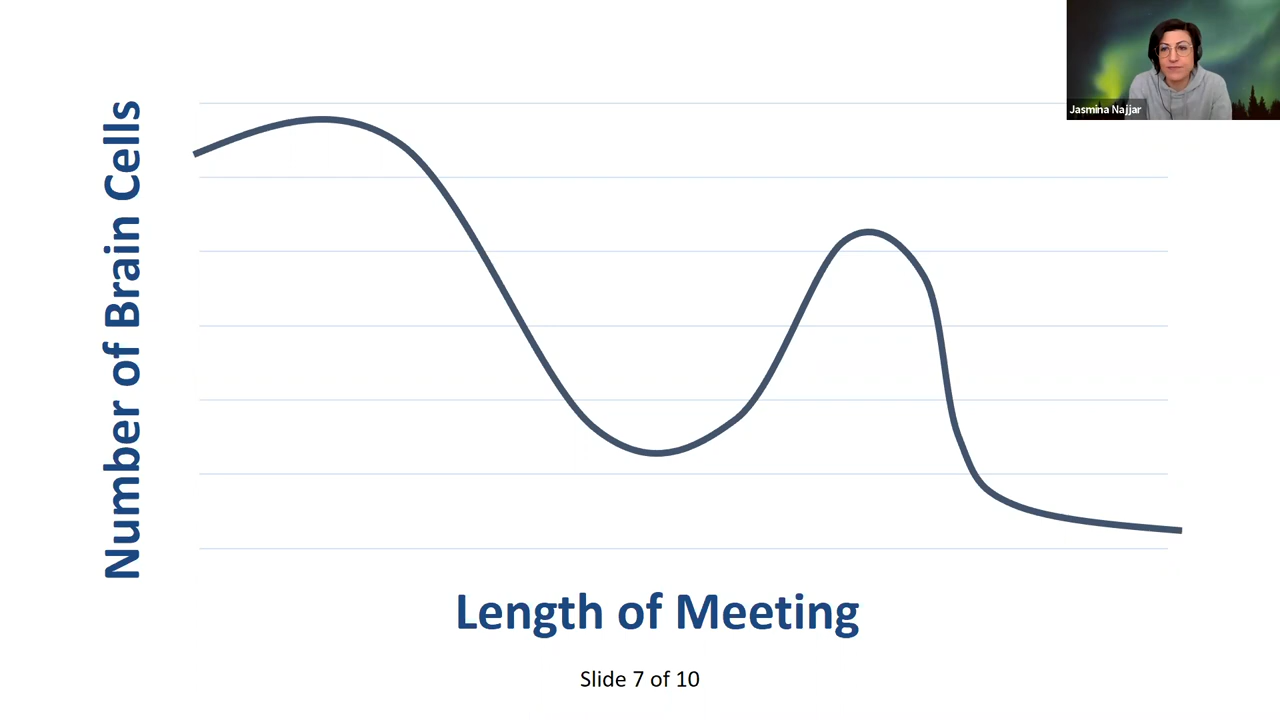 Jasmina Najjar
Number of Brain Cells
Length of Meeting
Slide 7 of 10